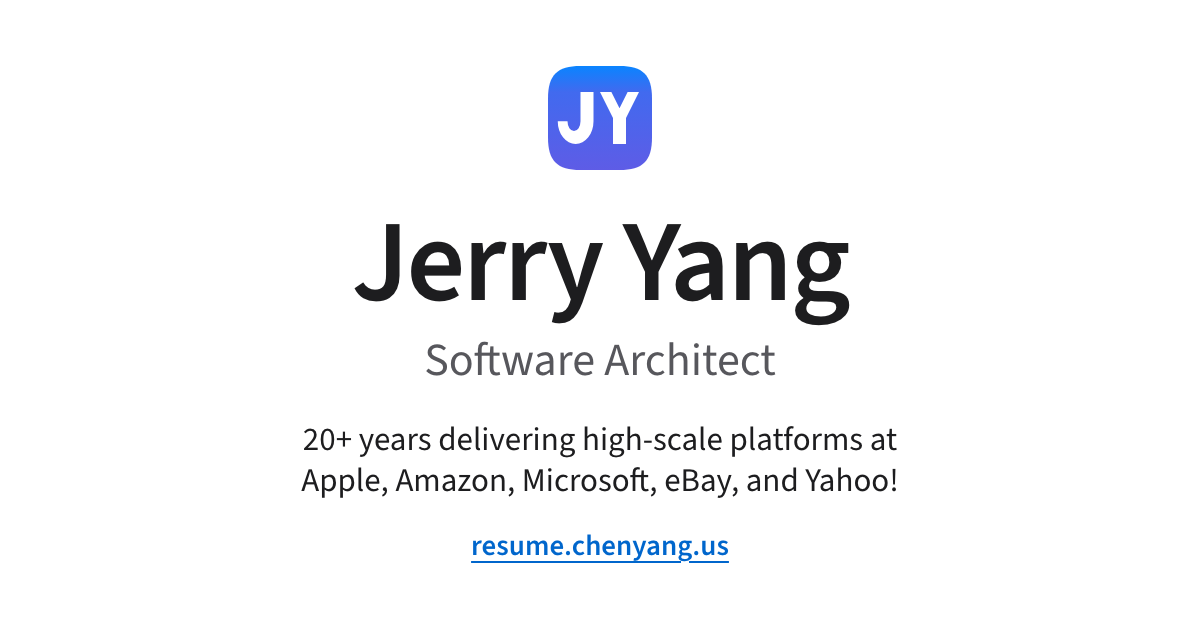 JY
Jerry Yang
Software Architect
20+ years delivering high-scale platforms at
Apple, Amazon, Microsoft, eBay, and Yahoo!
resume.chenyang.us